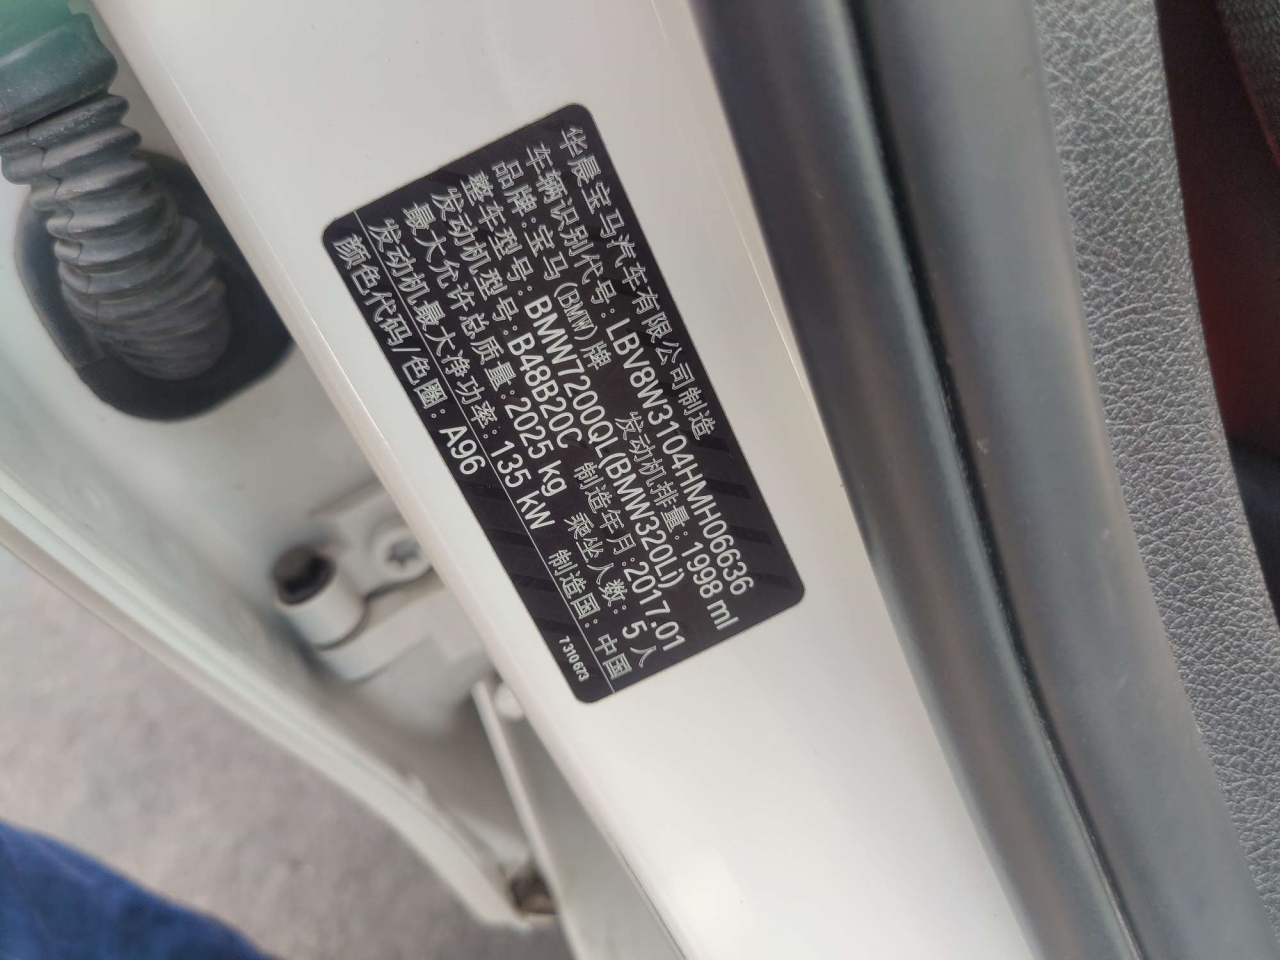 华晨宝马汽车有限公司制造
车辆识别代号: LBV8W3104HMH06636
品牌: 宝马(BMW)牌 发动机排量: 1998 ml
整车型号: BMW7200QL(BMW320Li)
发动机型号: B48B20C 制造年月: 2017.01
最大允许总质量: 2025 kg 乘坐人数: 5 人
发动机最大净功率: 135 kW 制造国: 中国
颜色代码/色圈: A96 7310673